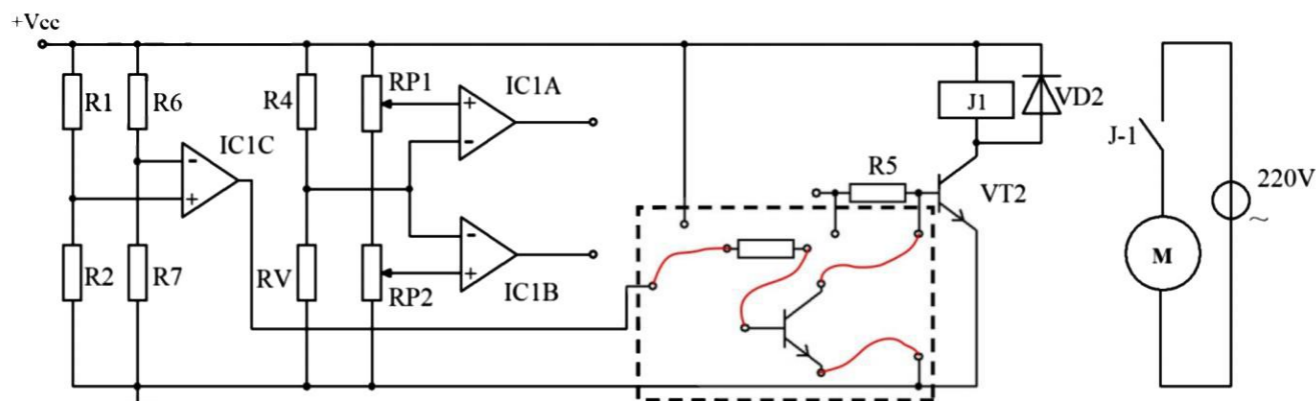 +Vcc
R1
R6
R4
RP1
IC1A
+
-
J1
VD2
IC1C
-
+
J-1
R5
VT2
220V
~
R2
R7
RV
RP2
-
+
IC1B
M